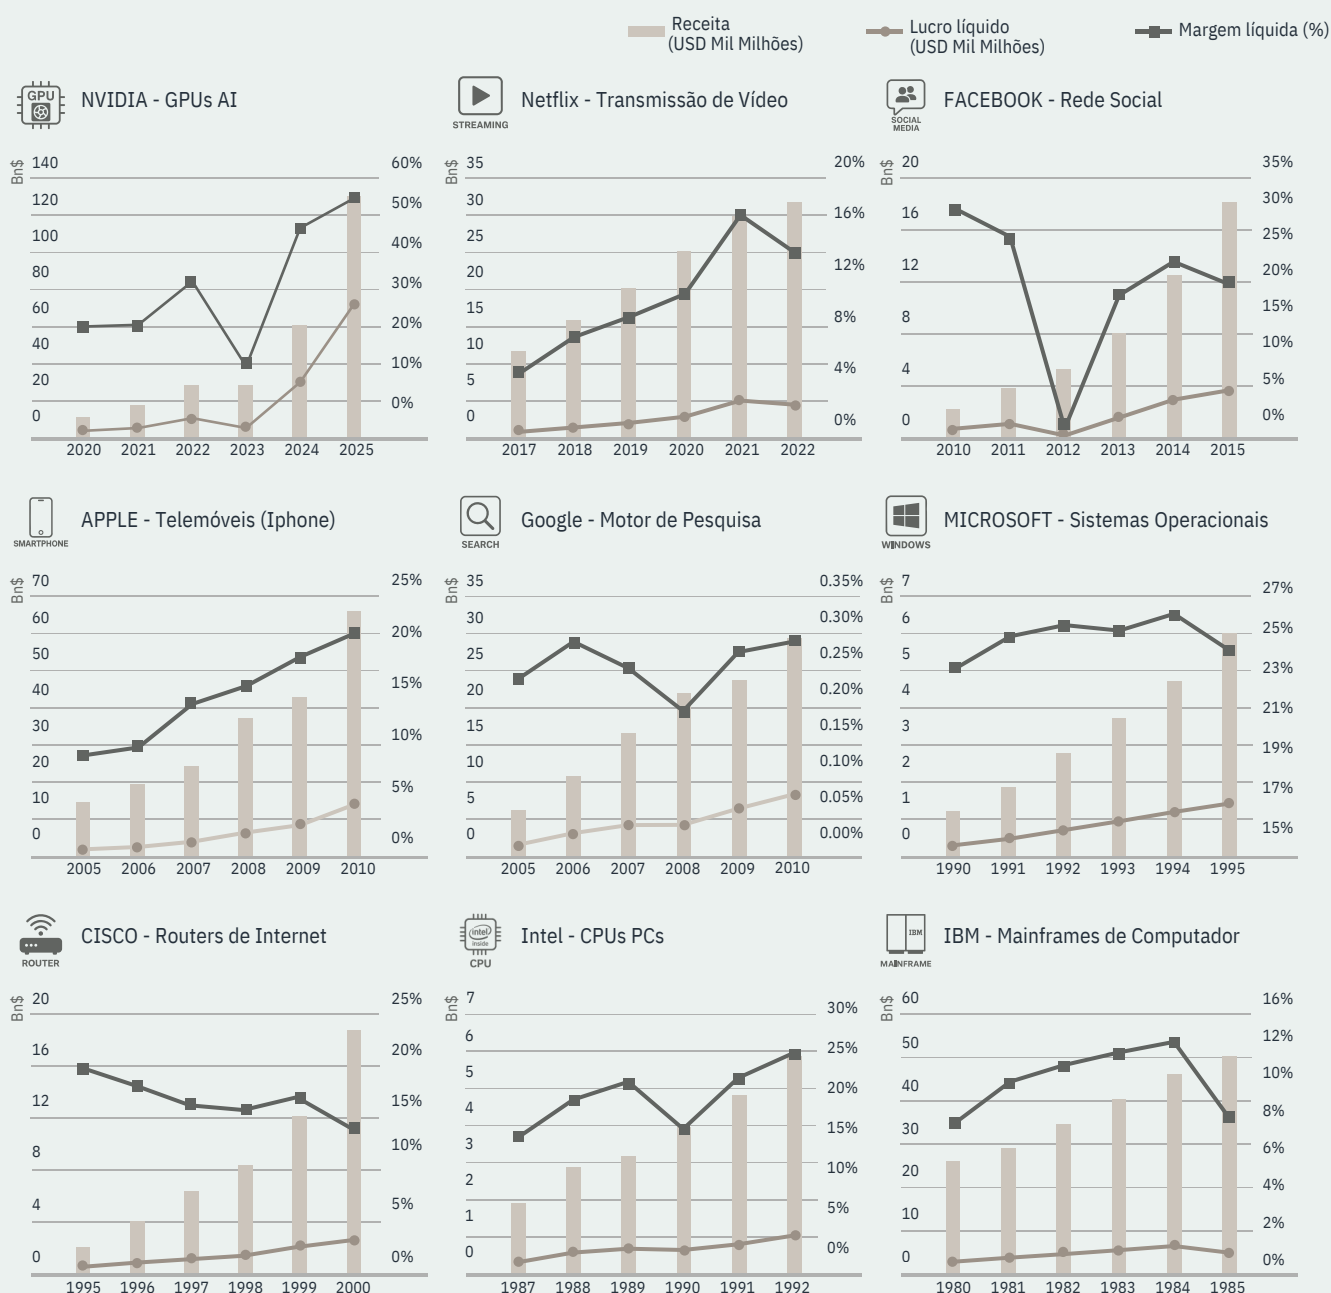 Receita
(USD Mil Milhões)
Lucro líquido
(USD Mil Milhões)
Margem líquida (%)
GPU
NVIDIA - GPUs AI
STREAMING
Netflix - Transmissão de Vídeo
SOCIAL
MEDIA
FACEBOOK - Rede Social
Bn$
140
120
100
80
60
40
20
0
60%
50%
40%
30%
20%
10%
0%
2020 2021 2022 2023 2024 2025
Bn$
35
30
25
20
15
10
5
0
20%
16%
12%
8%
4%
0%
2017 2018 2019 2020 2021 2022
Bn$
20
16
12
8
4
0
35%
30%
25%
20%
15%
10%
5%
0%
2010 2011 2012 2013 2014 2015
SMARTPHONE
APPLE - Telemóveis (Iphone)
SEARCH
Google - Motor de Pesquisa
WINDOWS
MICROSOFT - Sistemas Operacionais
Bn$
70
60
50
40
30
20
10
0
25%
20%
15%
10%
5%
0%
2005 2006 2007 2008 2009 2010
Bn$
35
30
25
20
15
10
5
0
0.35%
0.30%
0.25%
0.20%
0.15%
0.10%
0.05%
0.00%
2005 2006 2007 2008 2009 2010
Bn$
7
6
5
4
3
2
1
0
27%
25%
23%
21%
19%
17%
15%
1990 1991 1992 1993 1994 1995
ROUTER
CISCO - Routers de Internet
intel
inside
CPU
Intel - CPUs PCs
IBM
MAINFRAME
IBM - Mainframes de Computador
Bn$
20
16
12
8
4
0
25%
20%
15%
10%
5%
0%
1995 1996 1997 1998 1999 2000
Bn$
7
6
5
4
3
2
1
0
30%
25%
20%
15%
10%
5%
0%
1987 1988 1989 1990 1991 1992
Bn$
60
50
40
30
20
10
0
16%
12%
10%
8%
6%
4%
2%
0%
1980 1981 1982 1983 1984 1985